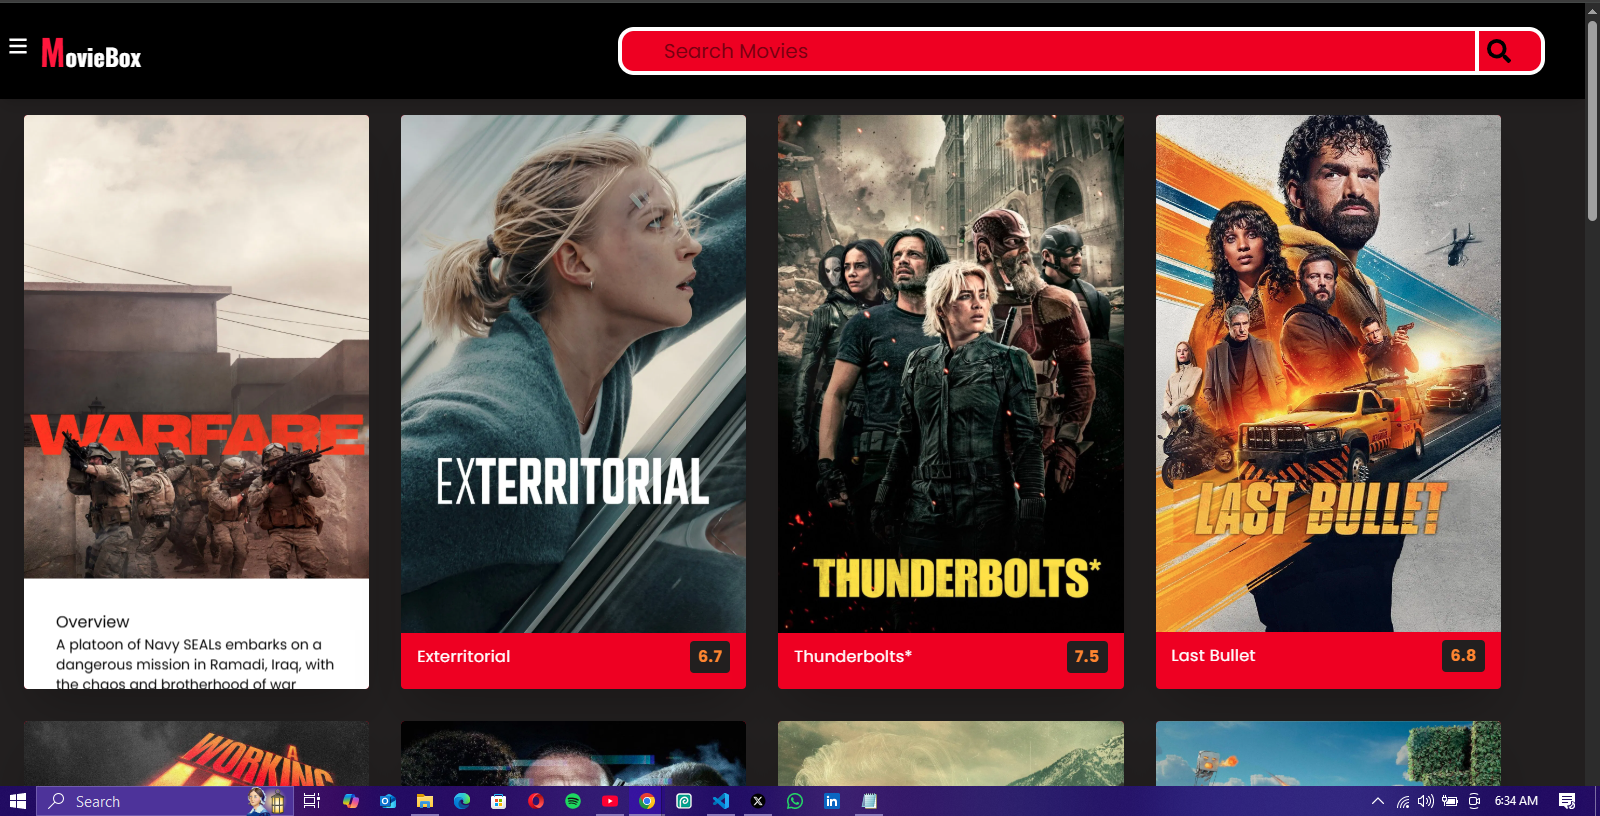 MovieBox
Search Movies
WARFARE
Overview
A platoon of Navy SEALs embarks on a
dangerous mission in Ramadi, Iraq, with
the chaos and brotherhood of war
EXTERRITORIAL
Exterritorial
6.7
THUNDERBOLTS*
Thunderbolts*
7.5
LAST BULLET
Last Bullet
6.8
A
WORKING
Search
6:34 AM